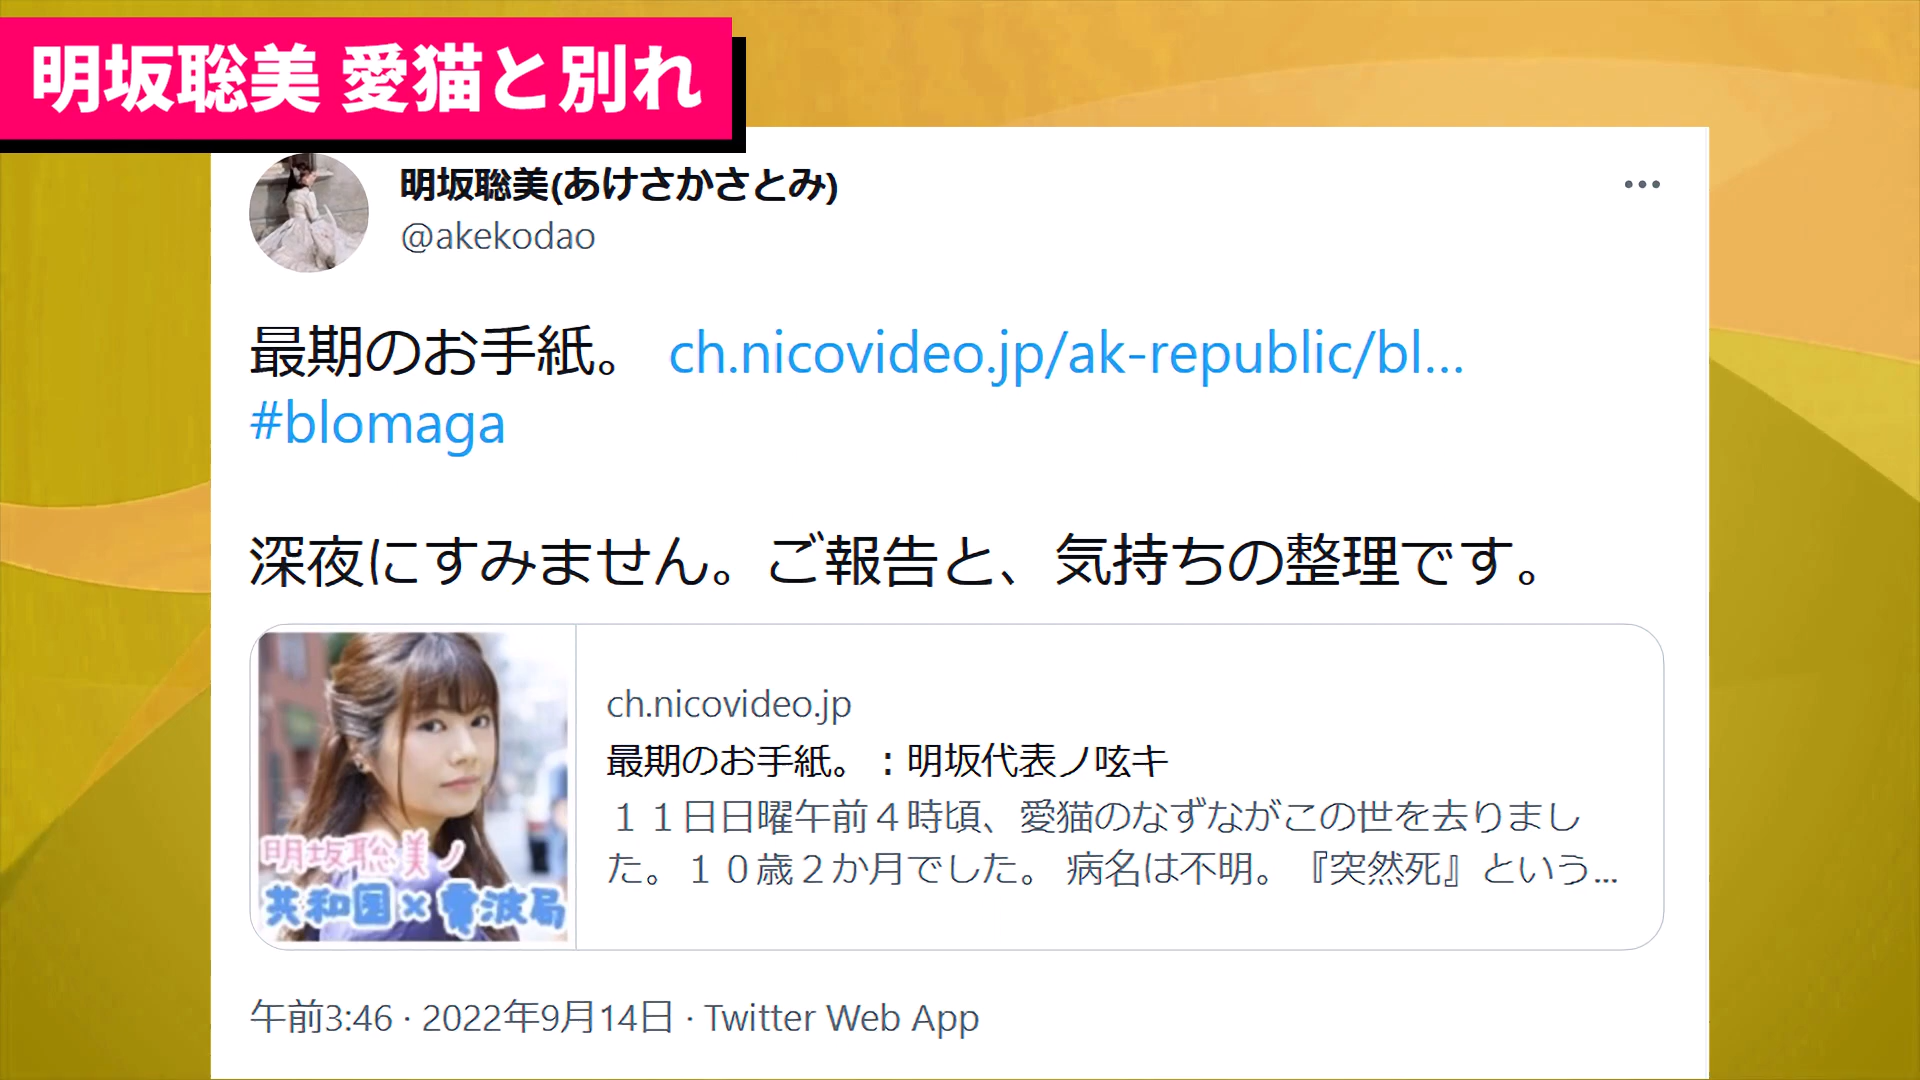 明坂聡美 愛猫と別れ
明坂聡美(あけさかさとみ)
@akekodao
最期のお手紙。 ch.nicovideo.jp/ak-republic/bl...
#blomaga
深夜にすみません。ご報告と、気持ちの整理です。
明坂聡美ノ
共和国×電波局
ch.nicovideo.jp
最期のお手紙。：明坂代表ノ呟キ
１１日日曜午前４時頃、愛猫のなずながこの世を去りまし
た。１０歳２か月でした。 病名は不明。『突然死』という...
午前3:46 · 2022年9月14日 · Twitter Web App